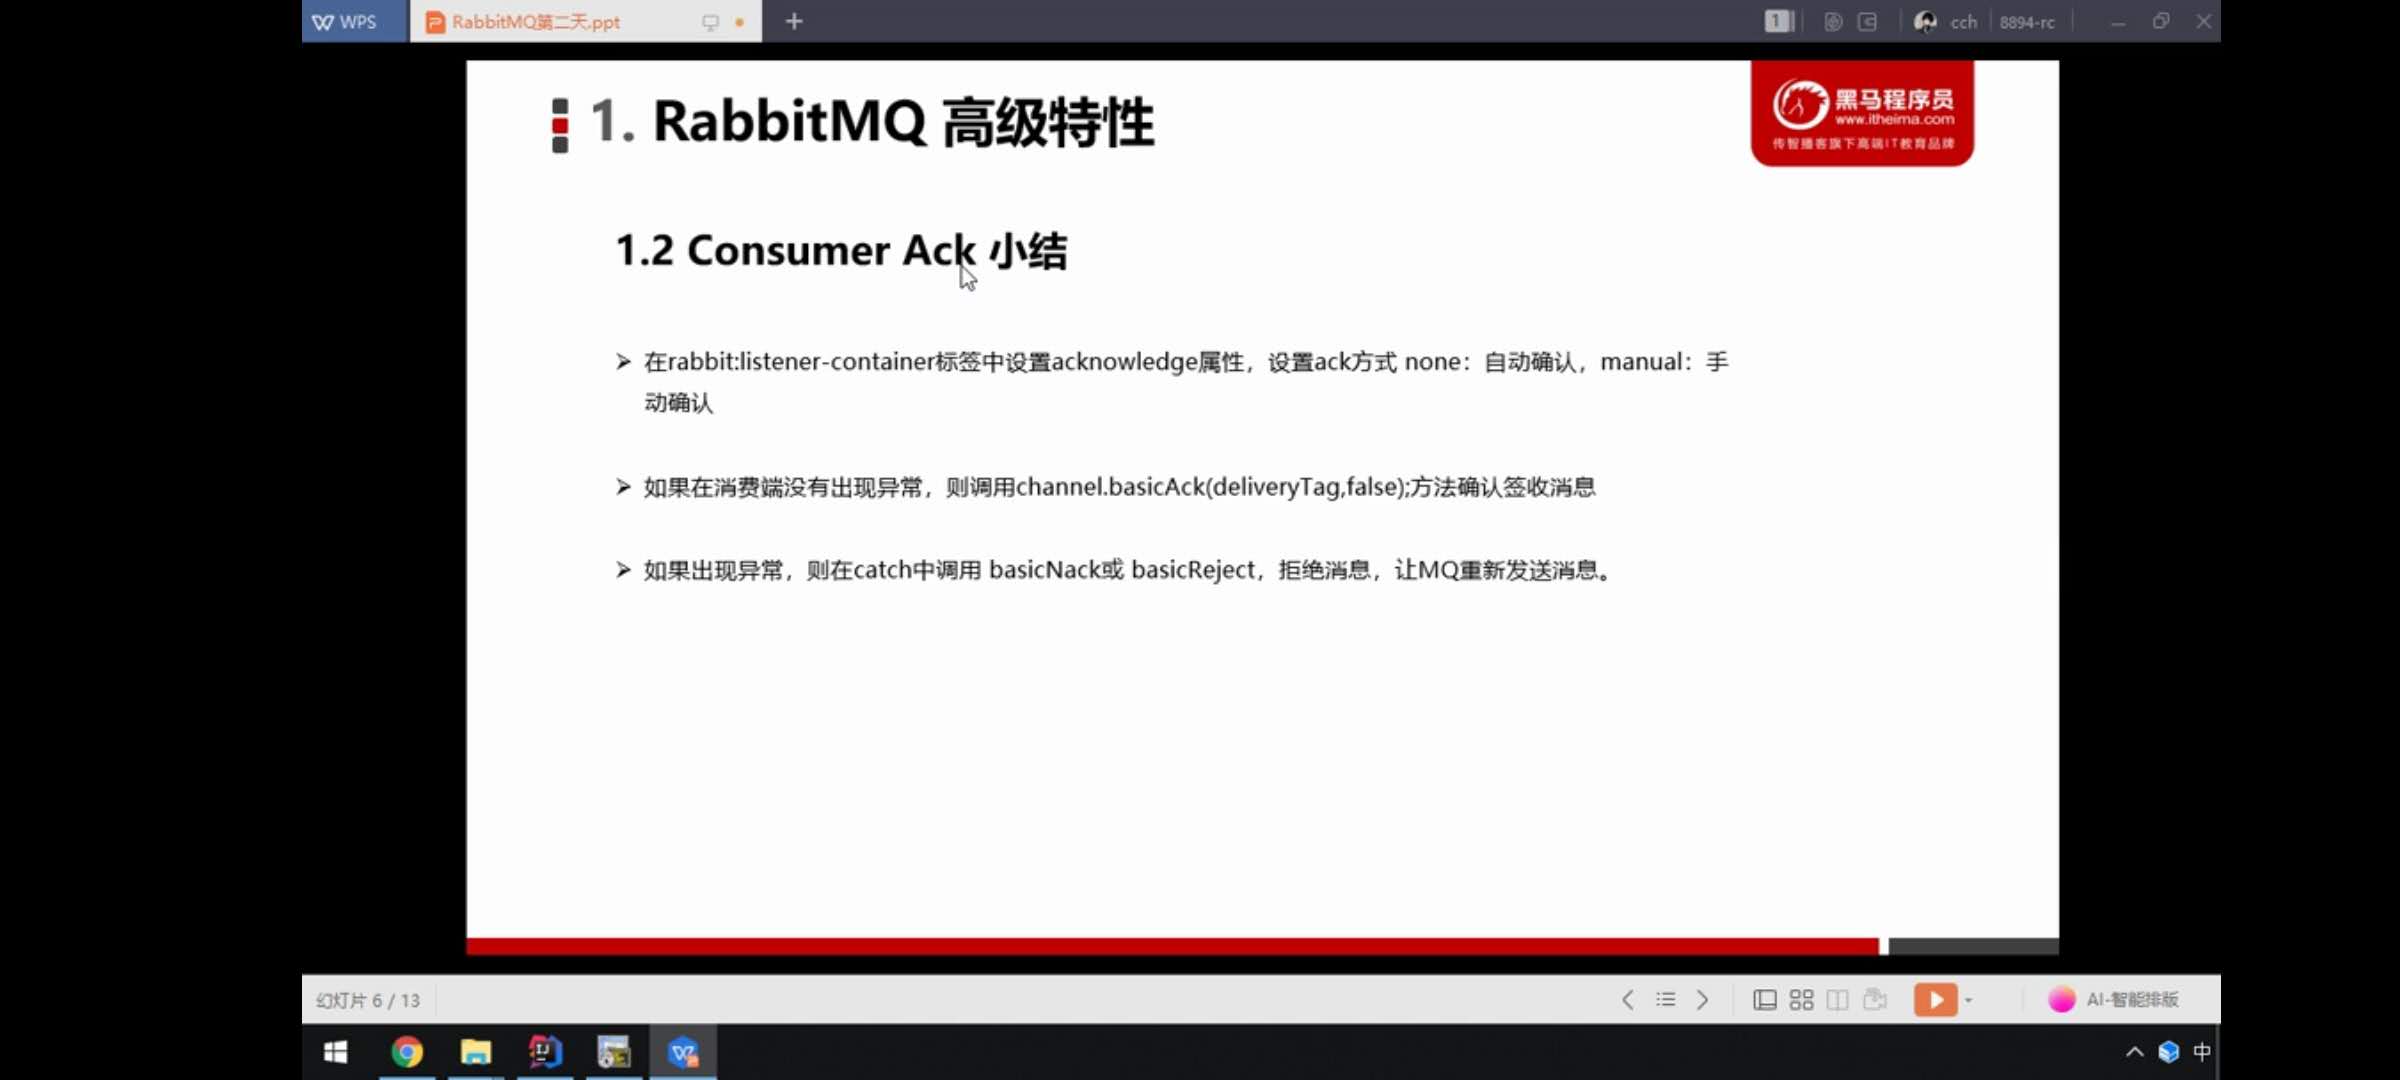 WPS
RabbitMQ第二天.ppt
1
cch
8894-rc
1. RabbitMQ 高级特性
黑马程序员
www.itheima.com
传智播客旗下高端IT教育品牌
1.2 Consumer Ack 小结
在rabbit:listener-container标签中设置acknowledge属性，设置ack方式 none：自动确认，manual：手
动确认
如果在消费端没有出现异常，则调用channel.basicAck(deliveryTag,false);方法确认签收消息
如果出现异常，则在catch中调用 basicNack或 basicReject，拒绝消息，让MQ重新发送消息。
幻灯片 6 / 13
AI-智能排版
中